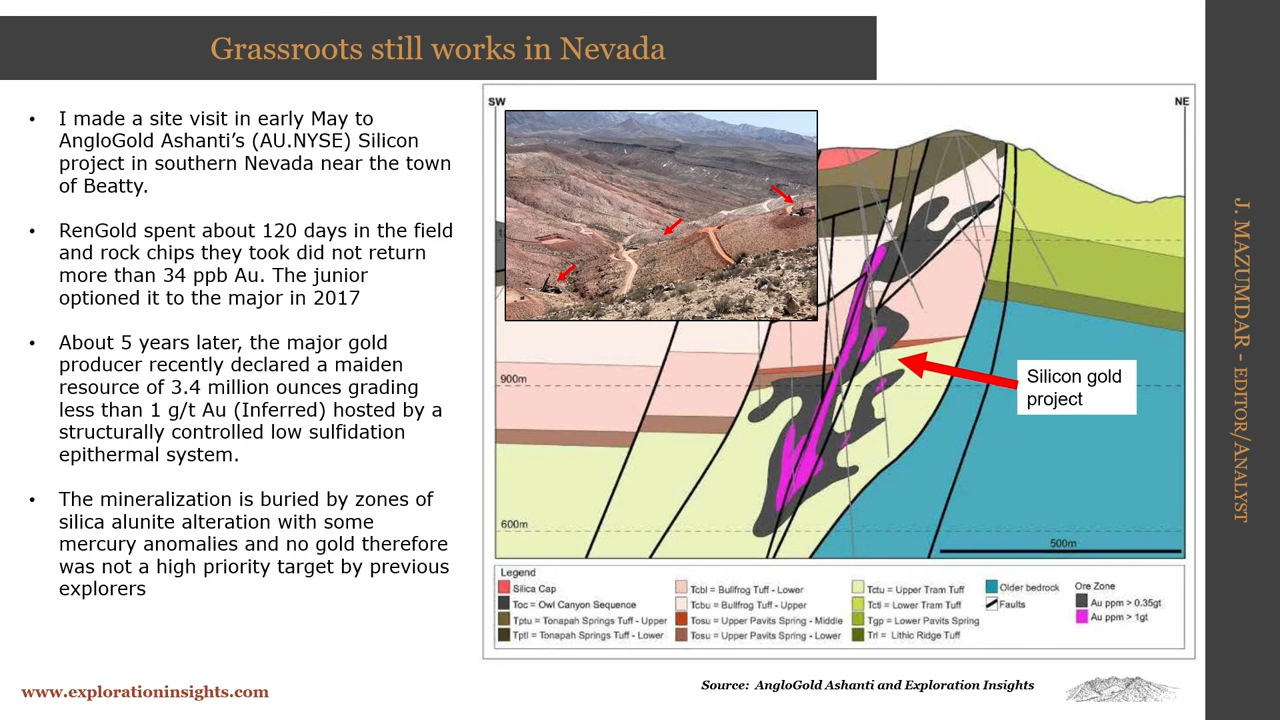 Grassroots still works in Nevada
• I made a site visit in early May to
AngloGold Ashanti's (AU.NYSE) Silicon
project in southern Nevada near the town
of Beatty.
• RenGold spent about 120 days in the field
and rock chips they took did not return
more than 34 ppb Au. The junior
optioned it to the major in 2017
• About 5 years later, the major gold
producer recently declared a maiden
resource of 3.4 million ounces grading
less than 1 g/t Au (Inferred) hosted by a
structurally controlled low sulfidation
epithermal system.
• The mineralization is buried by zones of
silica alunite alteration with some
mercury anomalies and no gold therefore
was not a high priority target by previous
explorers
www.explorationinsights.com
SW
NE
900m
600m
500m
Silicon gold
project
Legend
Silica Cap
Toc = Owl Canyon Sequence
Tptu = Tonapah Springs Tuff - Upper
Tptl = Tonapah Springs Tuff - Lower
Tcbl = Bullfrog Tuff - Lower
Tcbu = Bullfrog Tuff - Upper
Tosu = Upper Pavits Spring - Middle
Tosu = Upper Pavits Spring - Lower
Tctu = Upper Tram Tuff
Tctl = Lower Tram Tuff
Tgp = Lower Pavits Spring
Trl = Lithic Ridge Tuff
Older bedrock
Faults
Ore Zone
Au ppm > 0.35gt
Au ppm > 1gt
Source: AngloGold Ashanti and Exploration Insights
J. MAZUMDAR - EDITOR/ANALYST